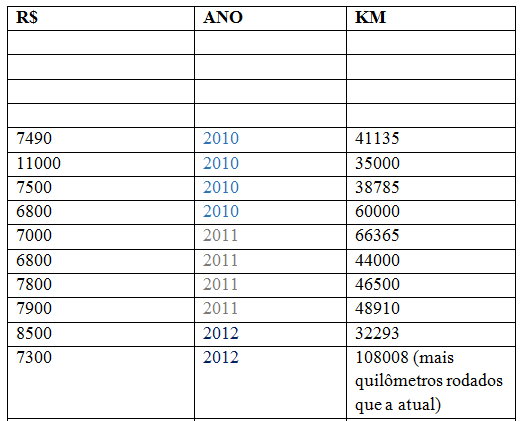 R$ ANO KM
7490 2010 41135
11000 2010 35000
7500 2010 38785
6800 2010 60000
7000 2011 66365
6800 2011 44000
7800 2011 46500
7900 2011 48910
8500 2012 32293
7300 2012 108008 (mais
quilômetros rodados
que a atual)